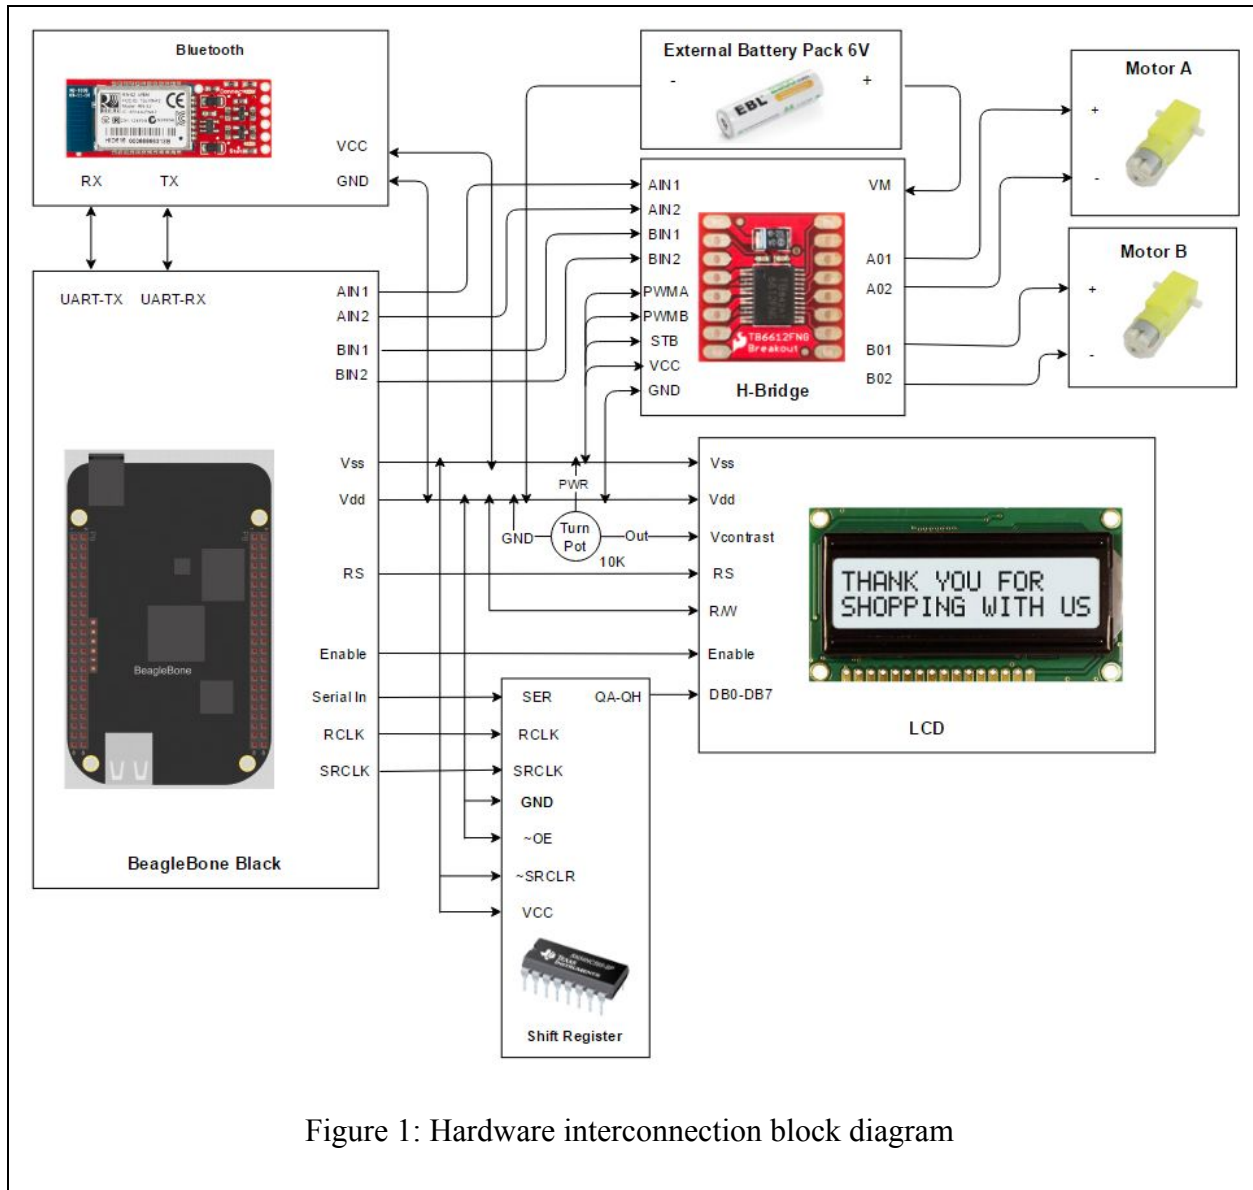 Bluetooth
VCC
GND
RX TX
UART-TX UART-RX
AIN1
AIN2
BIN1
BIN2
Vss
Vdd
RS
Enable
Serial In
RCLK
SRCLK
BeagleBone
BeagleBone Black
External Battery Pack 6V
- +
EBL
AIN1
AIN2
BIN1
BIN2
PWMA
PWMB
STB
VCC
GND
VM
A01
A02
B01
B02
TB6612FNG
Breakout
H-Bridge
Motor A
+
-
Motor B
+
-
PWR
GND
Turn
Pot
Out
10K
Vss
Vdd
Vcontrast
RS
R/W
Enable
DB0-DB7
THANK YOU FOR
SHOPPING WITH US
LCD
SER QA-QH
RCLK
SRCLK
GND
~OE
~SRCLR
VCC
TEXAS
INSTRUMENTS
Shift Register
Figure 1: Hardware interconnection block diagram